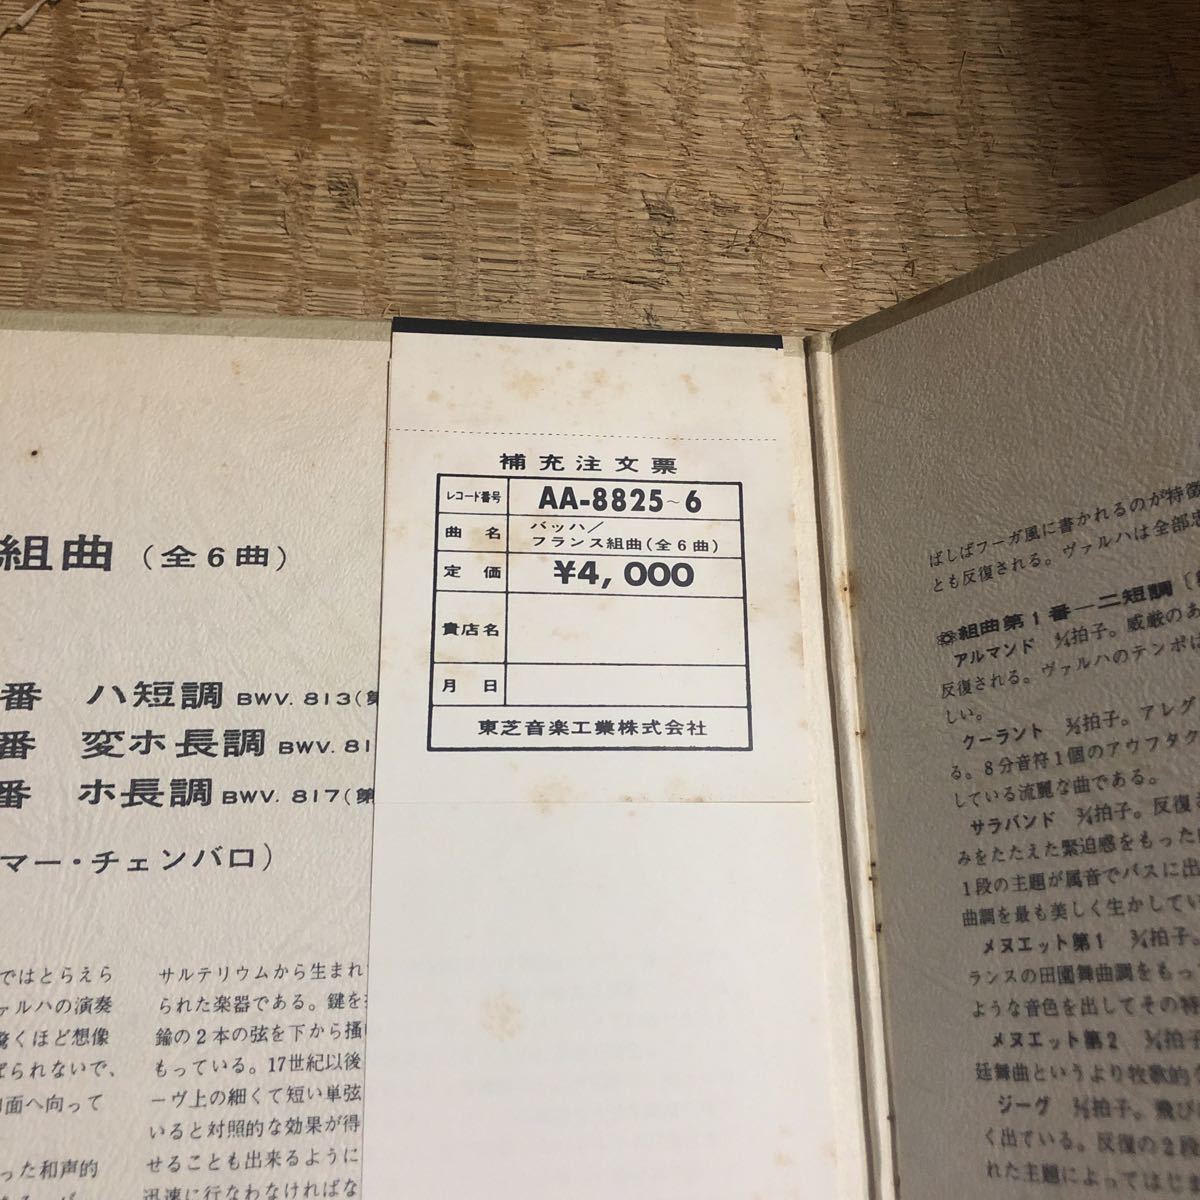 組曲（全6曲）
番 ハ短調 BWV. 813(第
番 変ホ長調 BWV. 81
番 ホ長調 BWV. 817(第
マー・チェンバロ）
ではとらえら
ァルハの演奏
驚くほど想像
ばられないで、
面へ向って
った和声的
サルテリウムから生まれ
られた楽器である。鍵を
鍮の2本の弦を下から掻
もっている。17世紀以後
ーヴ上の細くて短い単弦
いると対照的な効果が得
せることも出来るように
迅速に行なわなければな
補充注文票
レコード番号 AA-8825~6
曲名 バッハ／
フランス組曲(全6曲)
定価 ¥4,000
貴店名
月日
東芝音楽工業株式会社
ばしばフーガ風に書かれるのが特徴
とも反復される。ヴァルハは全部忠
組曲第1番―ニ短調
アルマンド 4/4拍子。威厳のあ
反復される。ヴァルハのテンポは
しい。
クーラント 3/4拍子。アレグ
る。8分音符1個のアウフタク
している流麗な曲である。
サラバンド 3/4拍子。反復さ
みをたたえた緊迫感をもった
1段の主題が属音でバスに出
曲調を最も美しく生かしてい
メヌエット第1 3/4拍子。
ランスの田園舞曲調をもっ
ような音色を出してその特
メヌエット第2 3/4拍子
廷舞曲というより牧歌的な
ジーグ 拍子。飛び
く出ている。反復の2段
れた主題によってはじま